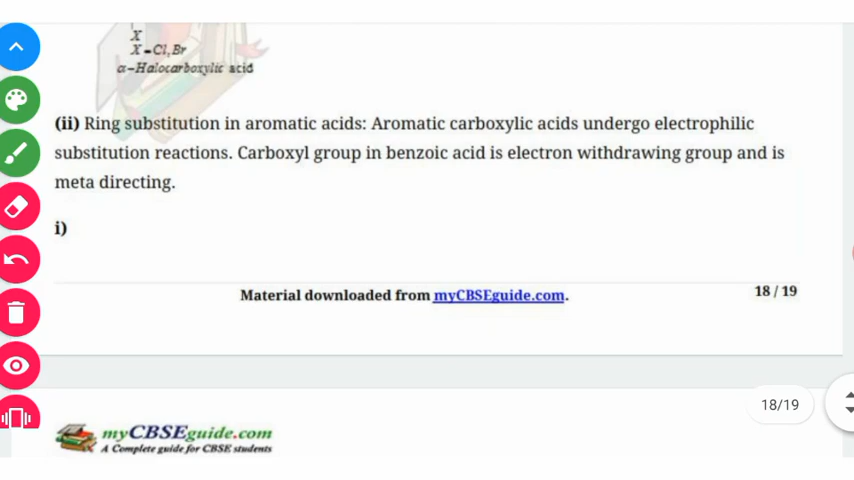 X
X-Cl, Br
α-Halocarboxylic acid
(ii) Ring substitution in aromatic acids: Aromatic carboxylic acids undergo electrophilic
substitution reactions. Carboxyl group in benzoic acid is electron withdrawing group and is
meta directing.
i)
Material downloaded from myCBSEguide.com.
18 / 19
18/19
myCBSEguide.com
A Complete guide for CBSE students